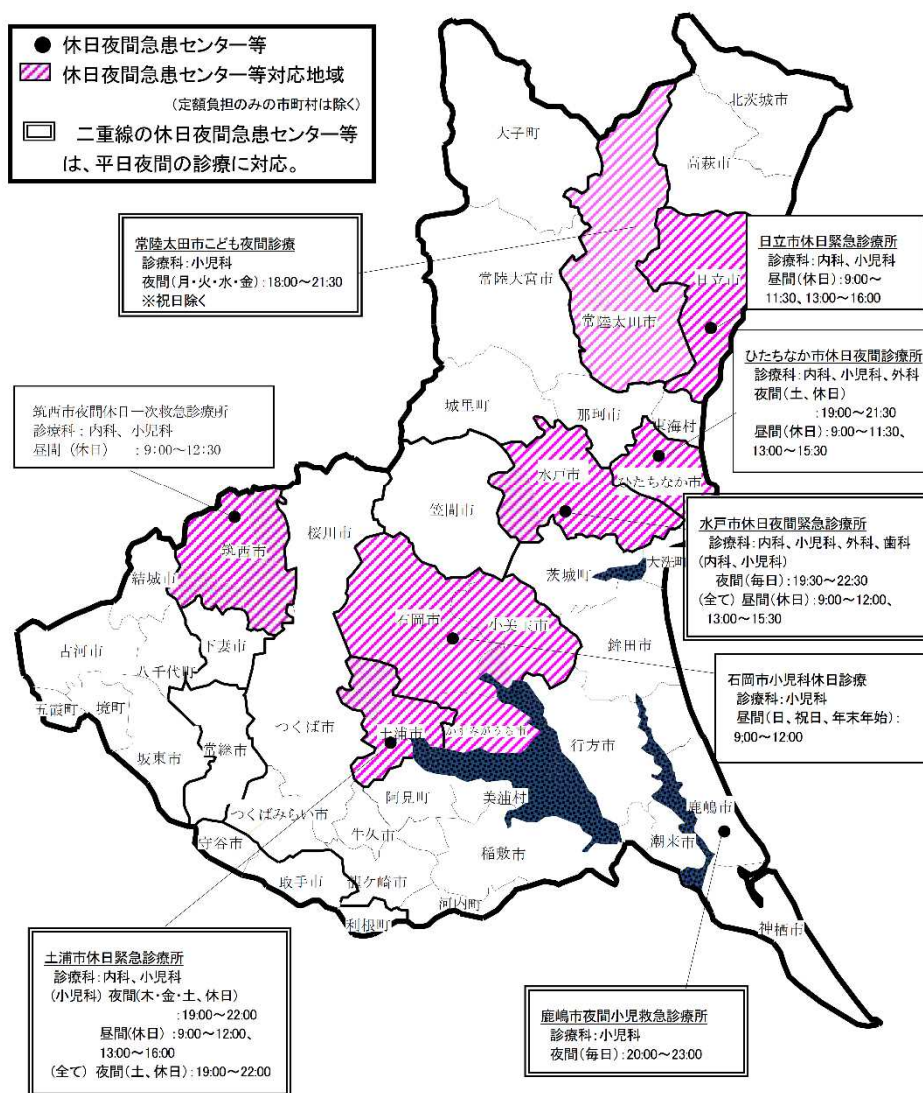 ● 休日夜間急患センター等
休日夜間急患センター等対応地域
(定額負担のみの市町村は除く)
二重線の休日夜間急患センター等
は、平日夜間の診療に対応。
北茨城市
大子町
高萩市
常陸太田市こども夜間診療
診療科:小児科
夜間(月・火・水・金):18:00～21:30
※祝日除く
日立市休日緊急診療所
診療科:内科、小児科
昼間(休日):9:00～
11:30、13:00～16:00
常陸大宮市
日立市
常陸太田市
ひたちなか市休日夜間診療所
診療科:内科、小児科、外科
夜間(土、休日)
:19:00～21:30
昼間(休日):9:00～11:30、
13:00～15:30
城里町
那珂市
東海村
筑西市夜間休日一次救急診療所
診療科:内科、小児科
昼間(休日) :9:00～12:30
水戸市
ひたちなか市
笠間市
桜川市
筑西市
水戸市休日夜間緊急診療所
診療科:内科、小児科、外科、歯科
(内科、小児科)
夜間(毎日):19:30～22:30
(全て) 昼間(休日):9:00～12:00、
13:00～15:30
大洗町
茨城町
結城市
石岡市
小美玉市
鉾田市
古河市
八千代町
下妻市
石岡市小児科休日診療
診療科:小児科
昼間(日、祝日、年末年始):
9:00～12:00
五霞町
境町
つくば市
土浦市
かすみがうら市
坂東市
常総市
行方市
阿見町
美浦村
つくばみらい市
鹿嶋市
守谷市
牛久市
稲敷市
潮来市
取手市
龍ケ崎市
河内町
利根町
神栖市
土浦市休日緊急診療所
診療科:内科、小児科
(小児科) 夜間(木・金・土、休日)
:19:00～22:00
昼間(休日) :9:00～12:00、
13:00～16:00
(全て) 夜間(土、休日):19:00～22:00
鹿嶋市夜間小児救急診療所
診療科:小児科
夜間(毎日):20:00～23:00